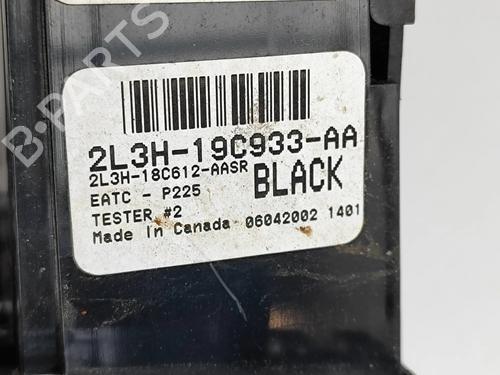 2L3H-19C933-AA
2L3H-18C612-AASR
BLACK
EATC - P225
TESTER #2
Made In Canada 06042002 1401
B-PARTS